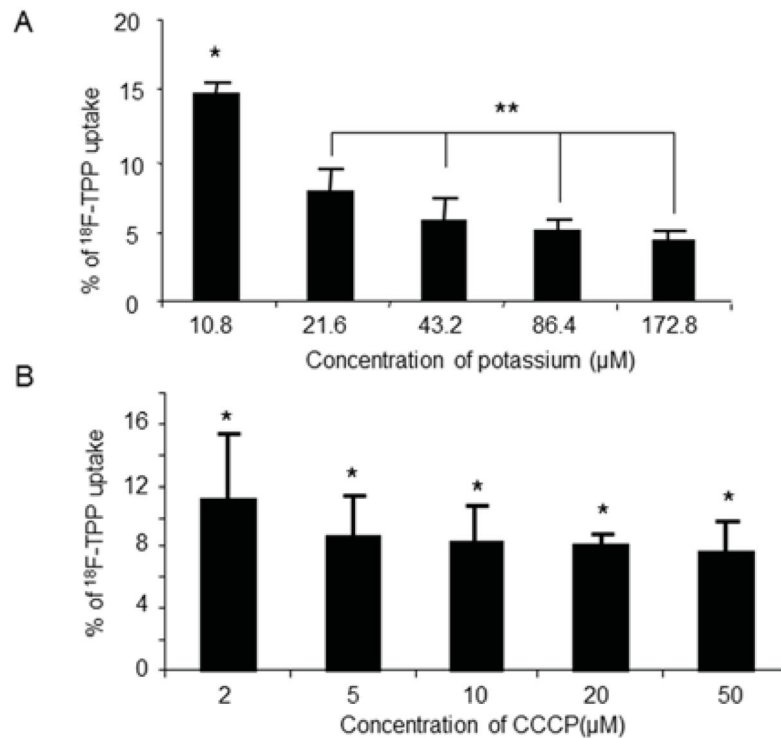 A
20
15
10
5
0
% of ¹⁸F-TPP uptake
*
**
10.8 21.6 43.2 86.4 172.8
Concentration of potassium (µM)
B
16
12
8
4
0
% of ¹⁸F-TPP uptake
* * * * *
2 5 10 20 50
Concentration of CCCP(µM)